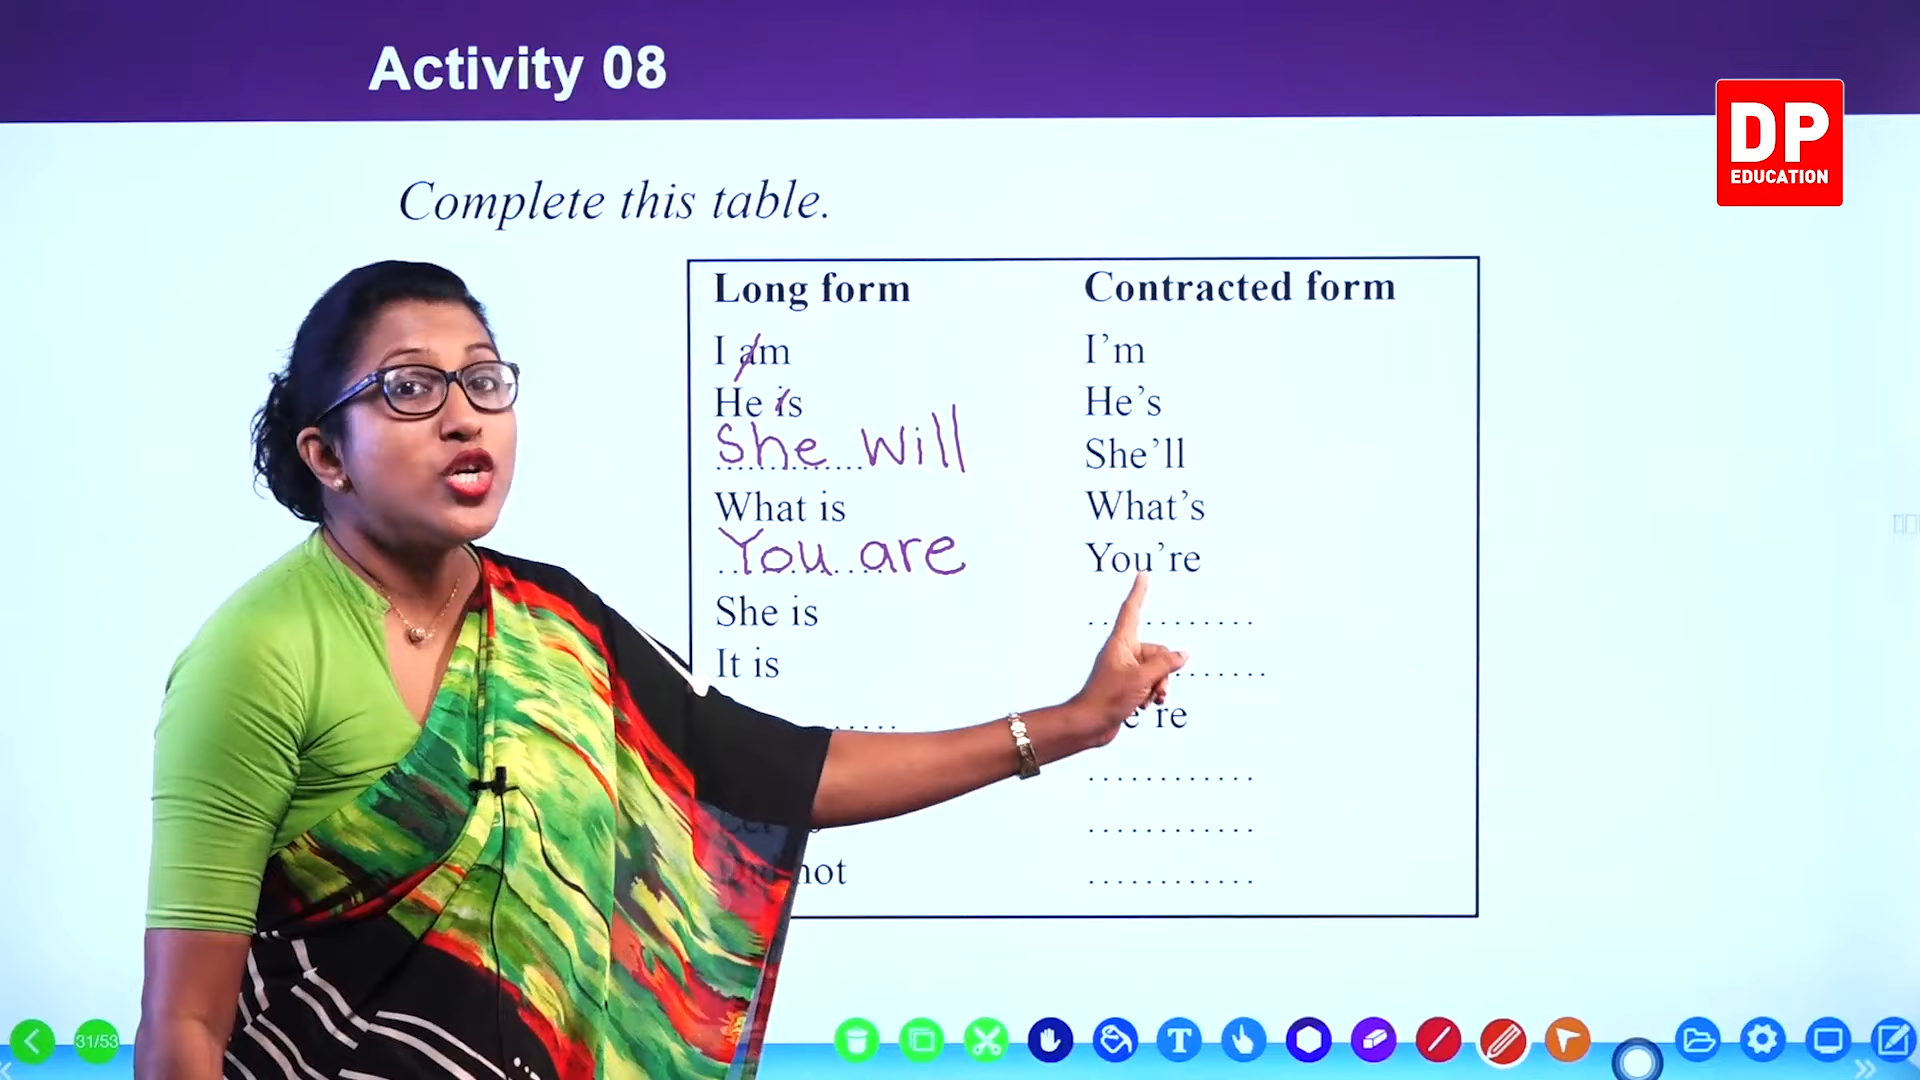 Activity 08
DP
EDUCATION
Complete this table.
Long form Contracted form
I am I’m
He is He’s
She will She’ll
What is What’s
You are You’re
She is ............
It is
’re
............
............
not ............
31/53
T